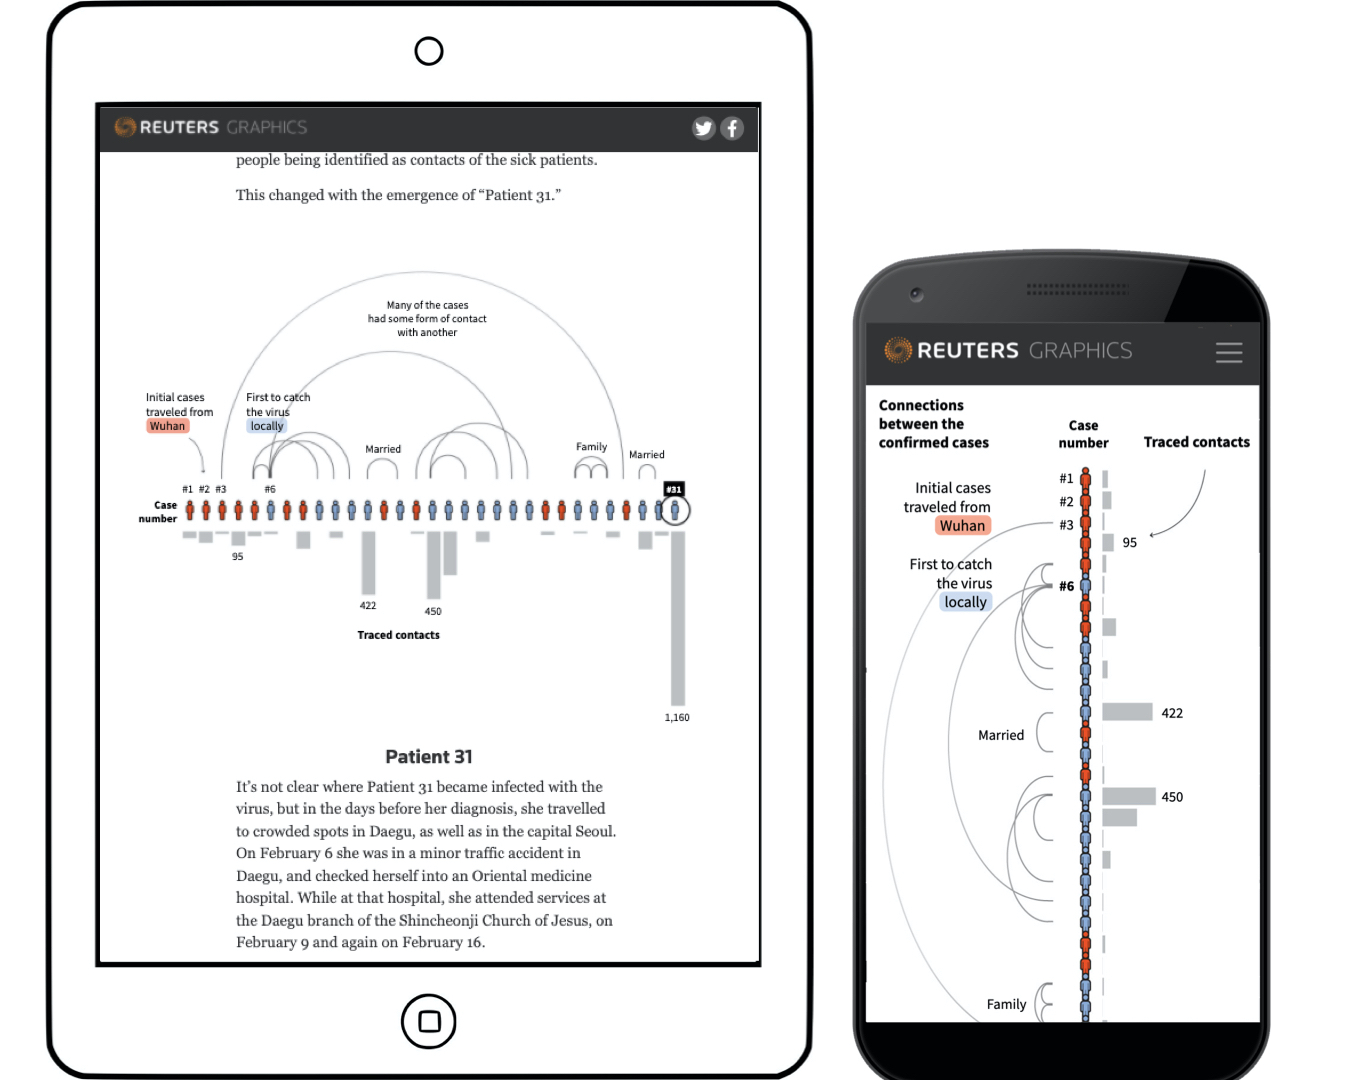 REUTERS GRAPHICS
people being identified as contacts of the sick patients.
This changed with the emergence of “Patient 31.”
Many of the cases
had some form of contact
with another
Initial cases
traveled from
Wuhan
First to catch
the virus
locally
Married
Family
Married
#1 #2 #3 #6 #31
Case
number
95
422
450
Traced contacts
1,160
Patient 31
It’s not clear where Patient 31 became infected with the
virus, but in the days before her diagnosis, she travelled
to crowded spots in Daegu, as well as in the capital Seoul.
On February 6 she was in a minor traffic accident in
Daegu, and checked herself into an Oriental medicine
hospital. While at that hospital, she attended services at
the Daegu branch of the Shincheonji Church of Jesus, on
February 9 and again on February 16.
REUTERS GRAPHICS
Connections
between the
confirmed cases
Case
number
Traced contacts
#1
Initial cases
traveled from
Wuhan
#2
#3
95
First to catch
the virus
locally
#6
422
Married
450
Family